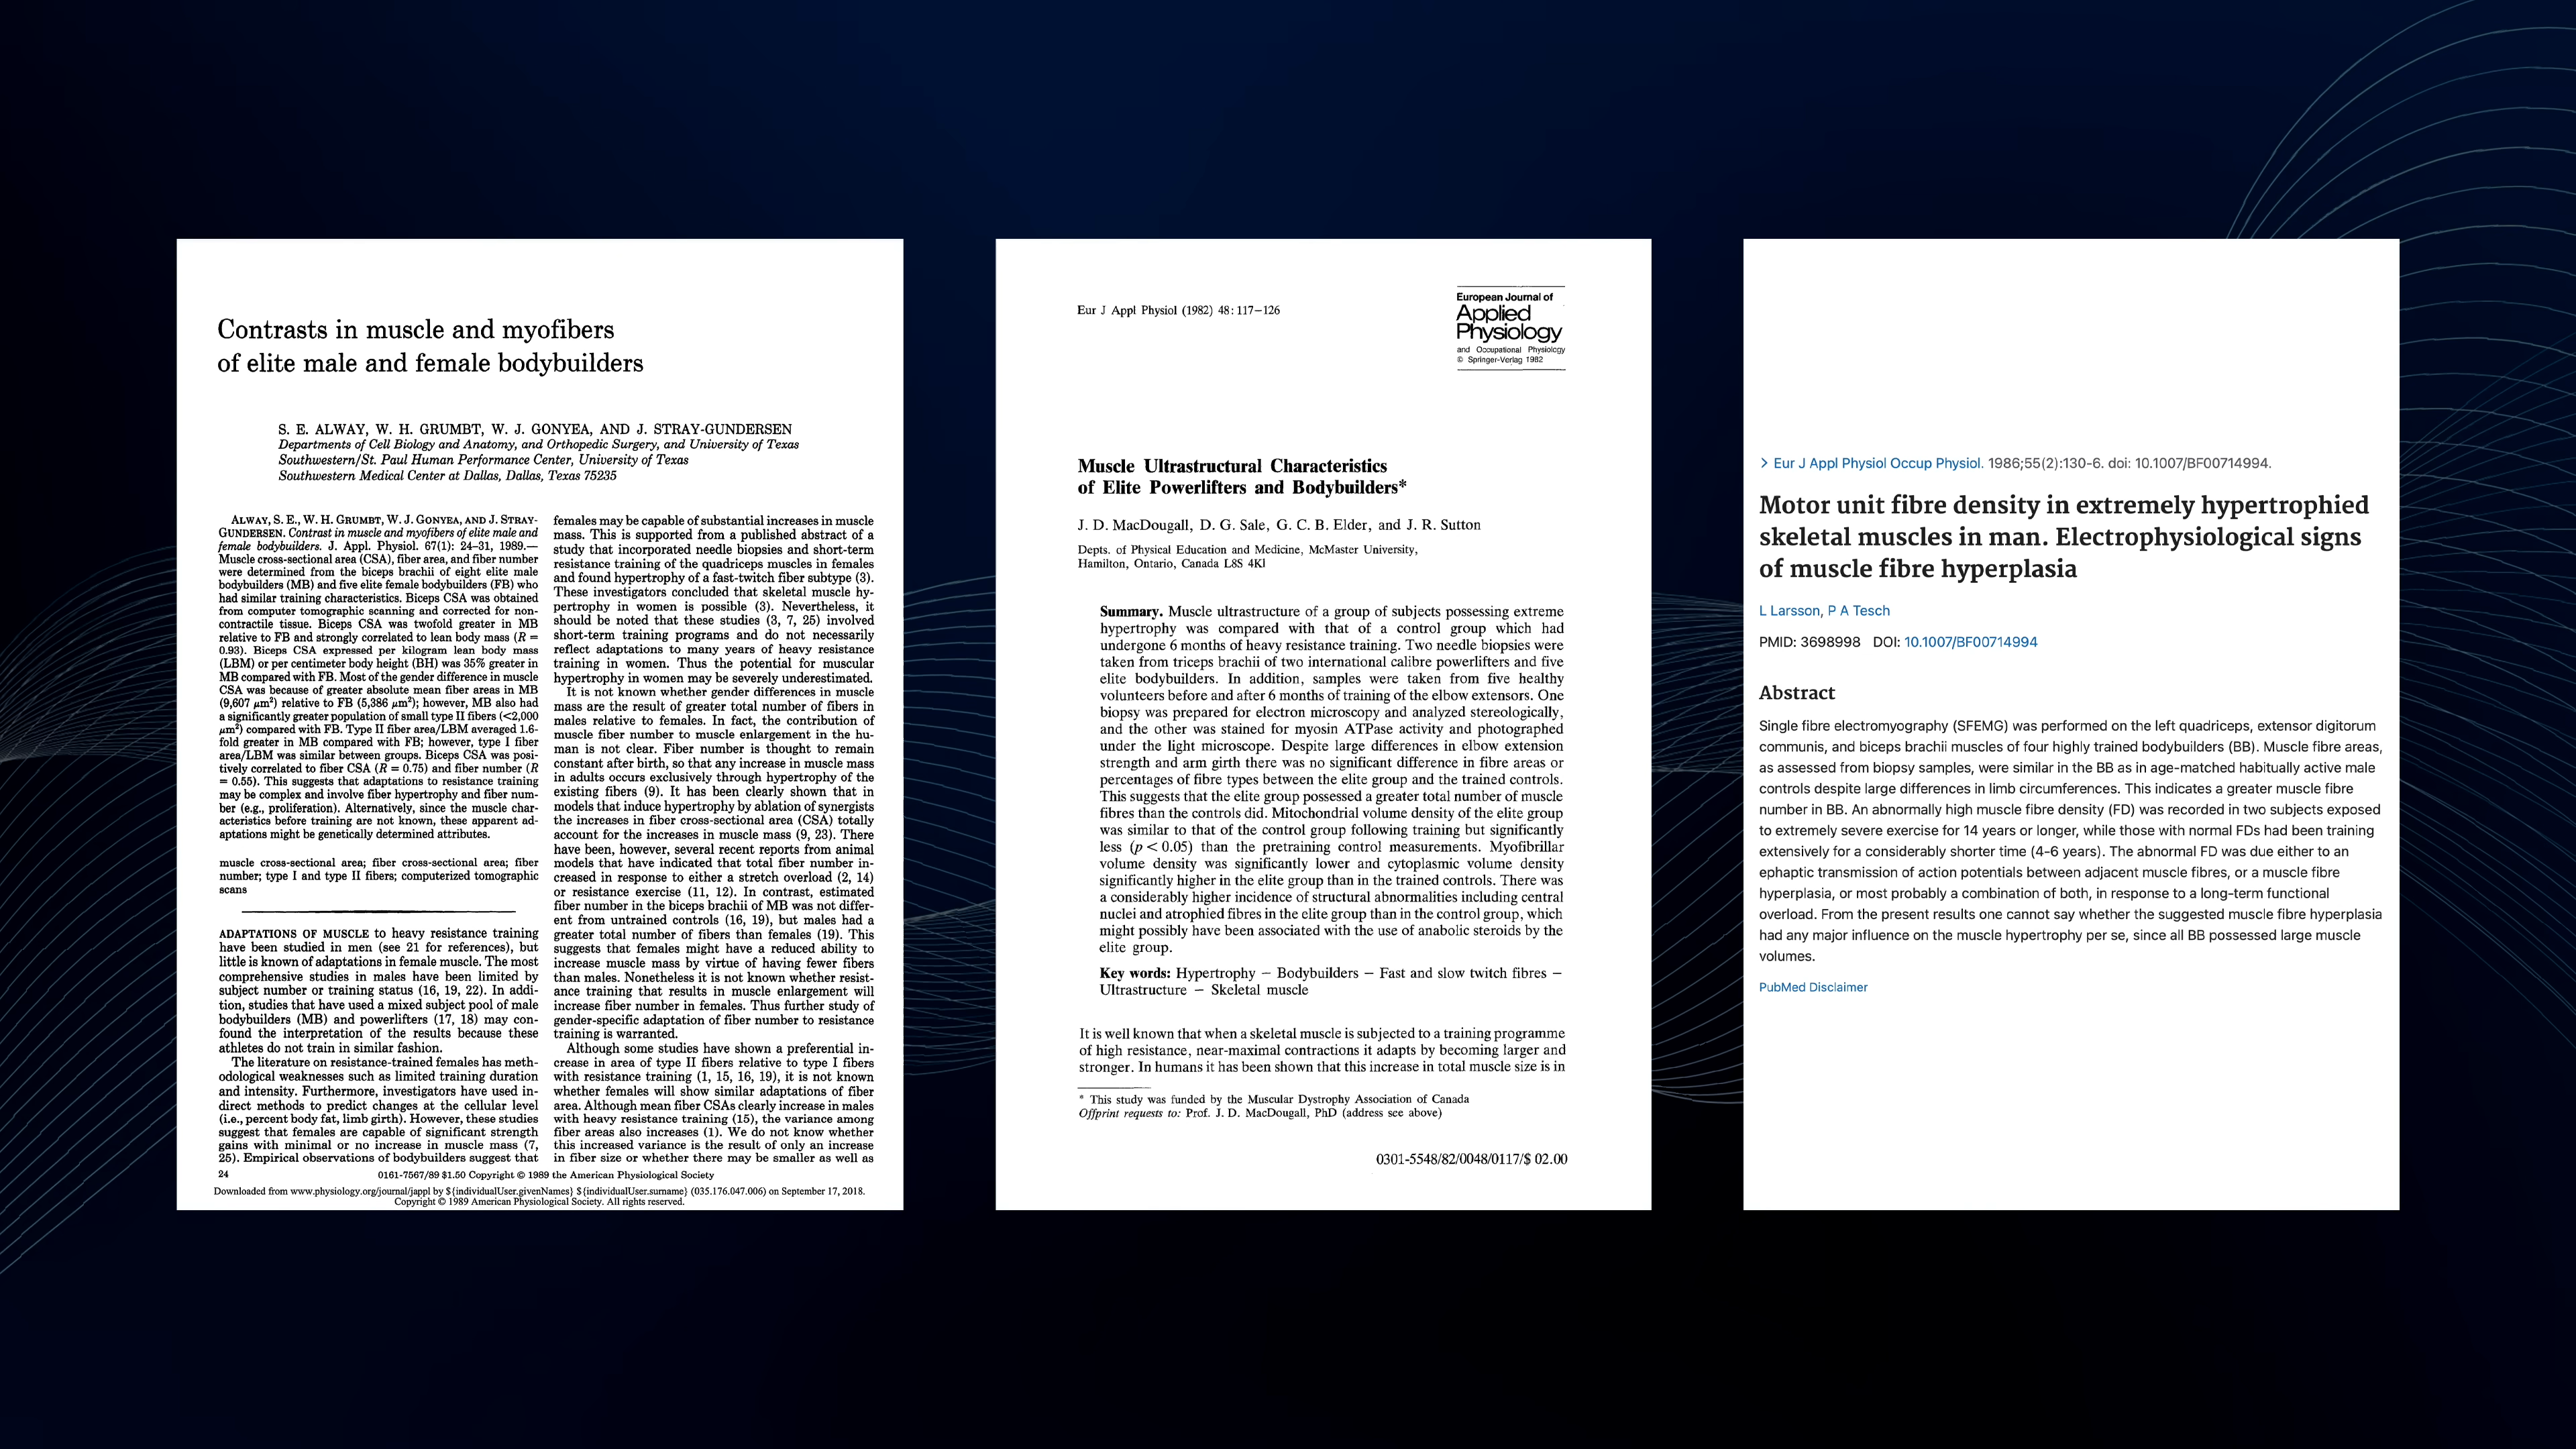 Contrasts in muscle and myofibers
of elite male and female bodybuilders
S. E. ALWAY, W. H. GRUMBT, W. J. GONYEA, AND J. STRAY-GUNDERSEN
Departments of Cell Biology and Anatomy, and Orthopedic Surgery, and University of Texas
Southwestern/St. Paul Human Performance Center, University of Texas
Southwestern Medical Center at Dallas, Dallas, Texas 75235
ALWAY, S. E., W. H. GRUMBT, W. J. GONYEA, AND J. STRAY-
GUNDERSEN. Contrast in muscle and myofibers of elite male and
female bodybuilders. J. Appl. Physiol. 67(1): 24–31, 1989.—
Muscle cross-sectional area (CSA), fiber area, and fiber number
were determined from the biceps brachii of eight elite male
bodybuilders (MB) and five elite female bodybuilders (FB) who
had similar training characteristics. Biceps CSA was obtained
from computer tomographic scanning and corrected for non-
contractile tissue. Biceps CSA was twofold greater in MB
relative to FB and strongly correlated to lean body mass (R =
0.93). Biceps CSA expressed per kilogram lean body mass
(LBM) or per centimeter body height (BH) was 35% greater in
MB compared with FB. Most of the gender difference in muscle
CSA was because of greater absolute mean fiber areas in MB
(9,607 μm²) relative to FB (5,386 μm²); however, MB also had
a significantly greater population of small type II fibers (<2,000
μm²) compared with FB. Type II fiber area/LBM averaged 1.6-
fold greater in MB compared with FB; however, type I fiber
area/LBM was similar between groups. Biceps CSA was posi-
tively correlated to fiber CSA (R = 0.75) and fiber number (R
= 0.55). This suggests that adaptations to resistance training
may be complex and involve fiber hypertrophy and fiber num-
ber (e.g., proliferation). Alternatively, since the muscle char-
acteristics before training are not known, these apparent ad-
aptations might be genetically determined attributes.
muscle cross-sectional area; fiber cross-sectional area; fiber
number; type I and type II fibers; computerized tomographic
scans
ADAPTATIONS OF MUSCLE to heavy resistance training
have been studied in men (see 21 for references), but
little is known of adaptations in female muscle. The most
comprehensive studies in males have been limited by
subject number or training status (16, 19, 22). In addi-
tion, studies that have used a mixed subject pool of male
bodybuilders (MB) and powerlifters (17, 18) may con-
found the interpretation of the results because these
athletes do not train in similar fashion.
The literature on resistance-trained females has meth-
odological weaknesses such as limited training duration
and intensity. Furthermore, investigators have used in-
direct methods to predict changes at the cellular level
(i.e., percent body fat, limb girth). However, these studies
suggest that females are capable of significant strength
gains with minimal or no increase in muscle mass (7,
25). Empirical observations of bodybuilders suggest that
females may be capable of substantial increases in muscle
mass. This is supported from a published abstract of a
study that incorporated needle biopsies and short-term
resistance training of the quadriceps muscles in females
and found hypertrophy of a fast-twitch fiber subtype (3).
These investigators concluded that skeletal muscle hy-
pertrophy in women is possible (3). Nevertheless, it
should be noted that these studies (3, 7, 25) involved
short-term training programs and do not necessarily
reflect adaptations to many years of heavy resistance
training in women. Thus the potential for muscular
hypertrophy in women may be severely underestimated.
It is not known whether gender differences in muscle
mass are the result of greater total number of fibers in
males relative to females. In fact, the contribution of
muscle fiber number to muscle enlargement in the hu-
man is not clear. Fiber number is thought to remain
constant after birth, so that any increase in muscle mass
in adults occurs exclusively through hypertrophy of the
existing fibers (9). It has been clearly shown that in
models that induce hypertrophy by ablation of synergists
the increases in fiber cross-sectional area (CSA) totally
account for the increases in muscle mass (9, 23). There
have been, however, several recent reports from animal
models that have indicated that total fiber number in-
creased in response to either a stretch overload (2, 14)
or resistance exercise (11, 12). In contrast, estimated
fiber number in the biceps brachii of MB was not differ-
ent from untrained controls (16, 19), but males had a
greater total number of fibers than females (19). This
suggests that females might have a reduced ability to
increase muscle mass by virtue of having fewer fibers
than males. Nonetheless it is not known whether resist-
ance training that results in muscle enlargement will
increase fiber number in females. Thus further study of
gender-specific adaptation of fiber number to resistance
training is warranted.
Although some studies have shown a preferential in-
crease in area of type II fibers relative to type I fibers
with resistance training (1, 15, 16, 19), it is not known
whether females will show similar adaptations of fiber
area. Although mean fiber CSAs clearly increase in males
with heavy resistance training (15), the variance among
fiber areas also increases (1). We do not know whether
this increased variance is the result of only an increase
in fiber size or whether there may be smaller as well as
24 0161-7567/89 $1.50 Copyright © 1989 the American Physiological Society
Downloaded from www.physiology.org/journal/jappl by ${individualUser.givenNames} ${individualUser.surname} (035.176.047.006) on September 17, 2018.
Copyright © 1989 American Physiological Society. All rights reserved.
Eur J Appl Physiol (1982) 48: 117–126
European Journal of
Applied
Physiology
and Occupational Physiology
© Springer-Verlag 1982
Muscle Ultrastructural Characteristics
of Elite Powerlifters and Bodybuilders*
J. D. MacDougall, D. G. Sale, G. C. B. Elder, and J. R. Sutton
Depts. of Physical Education and Medicine, McMaster University,
Hamilton, Ontario, Canada L8S 4Kl
Summary. Muscle ultrastructure of a group of subjects possessing extreme
hypertrophy was compared with that of a control group which had
undergone 6 months of heavy resistance training. Two needle biopsies were
taken from triceps brachii of two international calibre powerlifters and five
elite bodybuilders. In addition, samples were taken from five healthy
volunteers before and after 6 months of training of the elbow extensors. One
biopsy was prepared for electron microscopy and analyzed stereologically,
and the other was stained for myosin ATPase activity and photographed
under the light microscope. Despite large differences in elbow extension
strength and arm girth there was no significant difference in fibre areas or
percentages of fibre types between the elite group and the trained controls.
This suggests that the elite group possessed a greater total number of muscle
fibres than the controls did. Mitochondrial volume density of the elite group
was similar to that of the control group following training but significantly
less (p < 0.05) than the pretraining control measurements. Myofibrillar
volume density was significantly lower and cytoplasmic volume density
significantly higher in the elite group than in the trained controls. There was
a considerably higher incidence of structural abnormalities including central
nuclei and atrophied fibres in the elite group than in the control group, which
might possibly have been associated with the use of anabolic steroids by the
elite group.
Key words: Hypertrophy – Bodybuilders – Fast and slow twitch fibres –
Ultrastructure – Skeletal muscle
It is well known that when a skeletal muscle is subjected to a training programme
of high resistance, near-maximal contractions it adapts by becoming larger and
stronger. In humans it has been shown that this increase in total muscle size is in
* This study was funded by the Muscular Dystrophy Association of Canada
Offprint requests to: Prof. J. D. MacDougall, PhD (address see above)
0301-5548/82/0048/0117/$ 02.00
> Eur J Appl Physiol Occup Physiol. 1986;55(2):130-6. doi: 10.1007/BF00714994.
Motor unit fibre density in extremely hypertrophied
skeletal muscles in man. Electrophysiological signs
of muscle fibre hyperplasia
L Larsson, P A Tesch
PMID: 3698998 DOI: 10.1007/BF00714994
Abstract
Single fibre electromyography (SFEMG) was performed on the left quadriceps, extensor digitorum
communis, and biceps brachii muscles of four highly trained bodybuilders (BB). Muscle fibre areas,
as assessed from biopsy samples, were similar in the BB as in age-matched habitually active male
controls despite large differences in limb circumferences. This indicates a greater muscle fibre
number in BB. An abnormally high muscle fibre density (FD) was recorded in two subjects exposed
to extremely severe exercise for 14 years or longer, while those with normal FDs had been training
extensively for a considerably shorter time (4-6 years). The abnormal FD was due either to an
ephaptic transmission of action potentials between adjacent muscle fibres, or a muscle fibre
hyperplasia, or most probably a combination of both, in response to a long-term functional
overload. From the present results one cannot say whether the suggested muscle fibre hyperplasia
had any major influence on the muscle hypertrophy per se, since all BB possessed large muscle
volumes.
PubMed Disclaimer